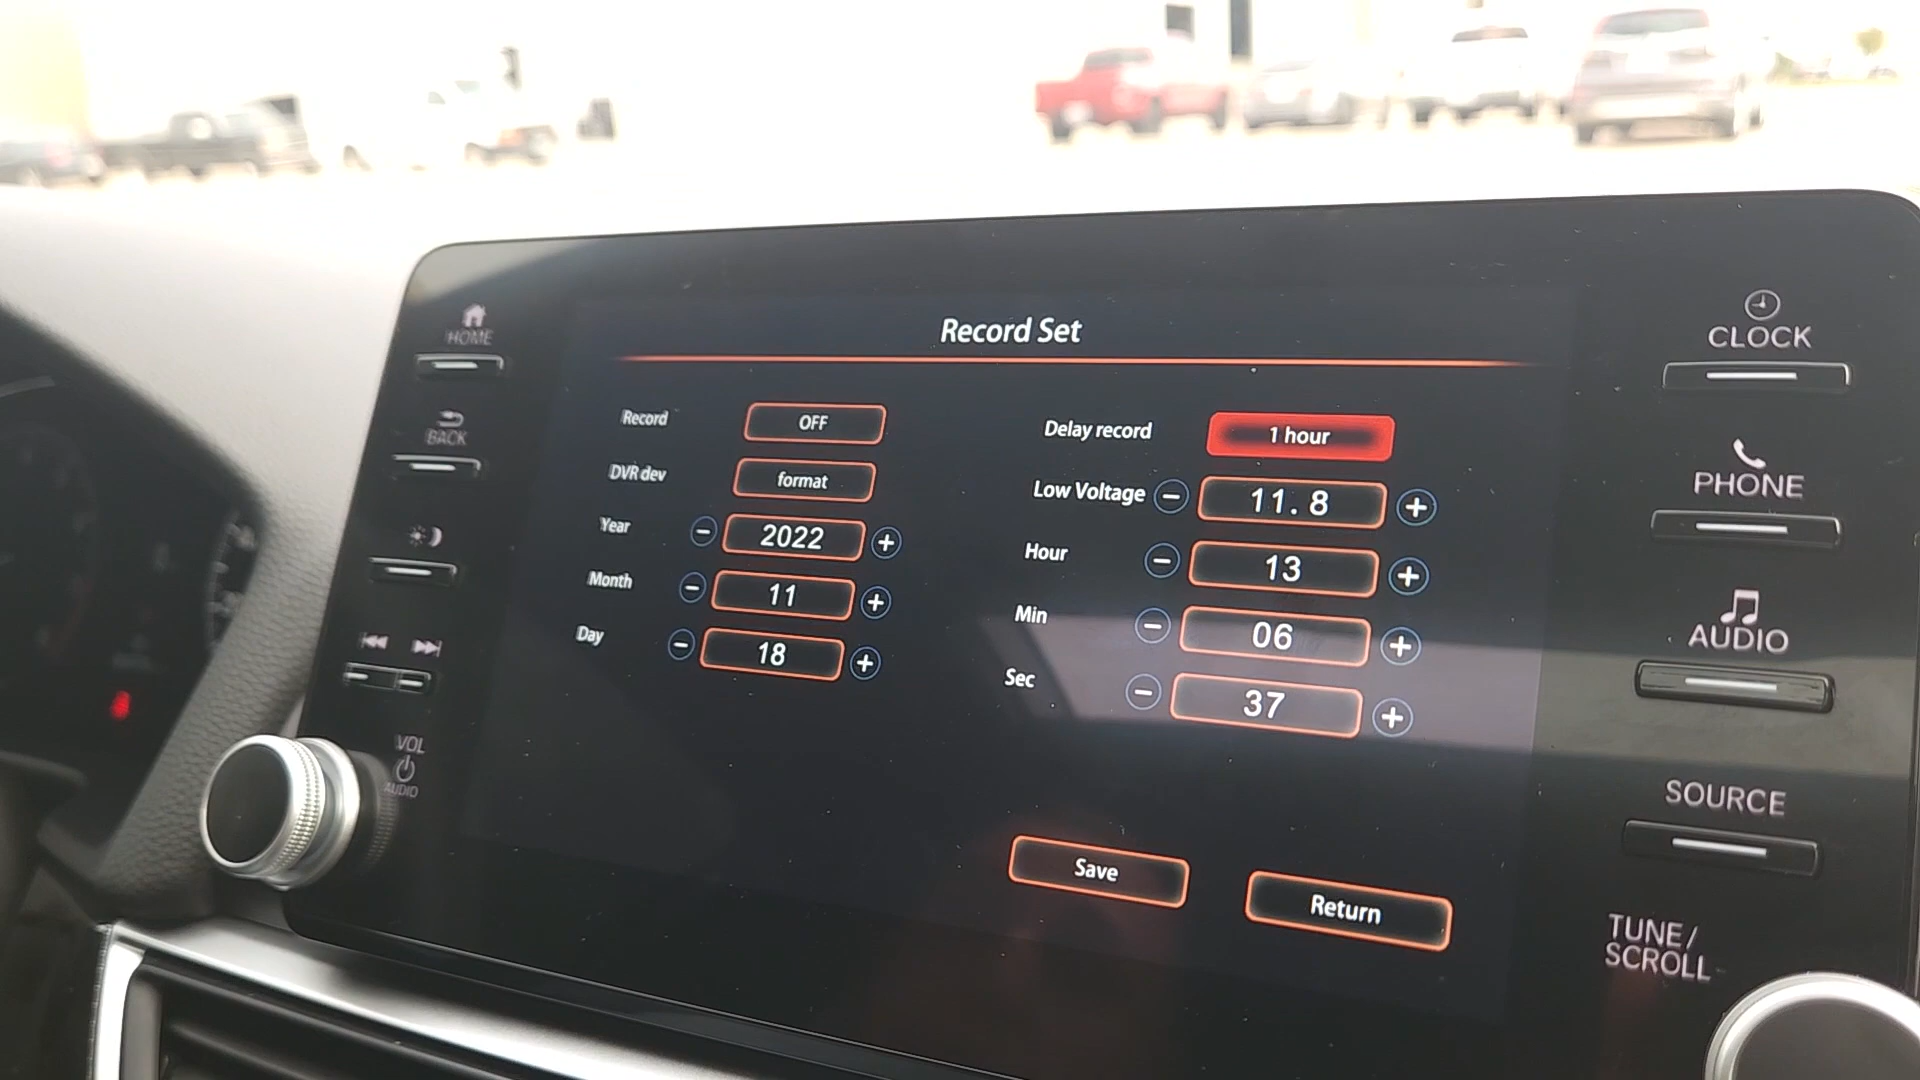 Record Set
HOME
BACK
VOL
AUDIO
Record OFF
DVR dev format
Year − 2022 +
Month − 11 +
Day − 18 +
Delay record 1 hour
Low Voltage − 11.8 +
Hour − 13 +
Min − 06 +
Sec − 37 +
Save
Return
CLOCK
PHONE
AUDIO
SOURCE
TUNE/
SCROLL